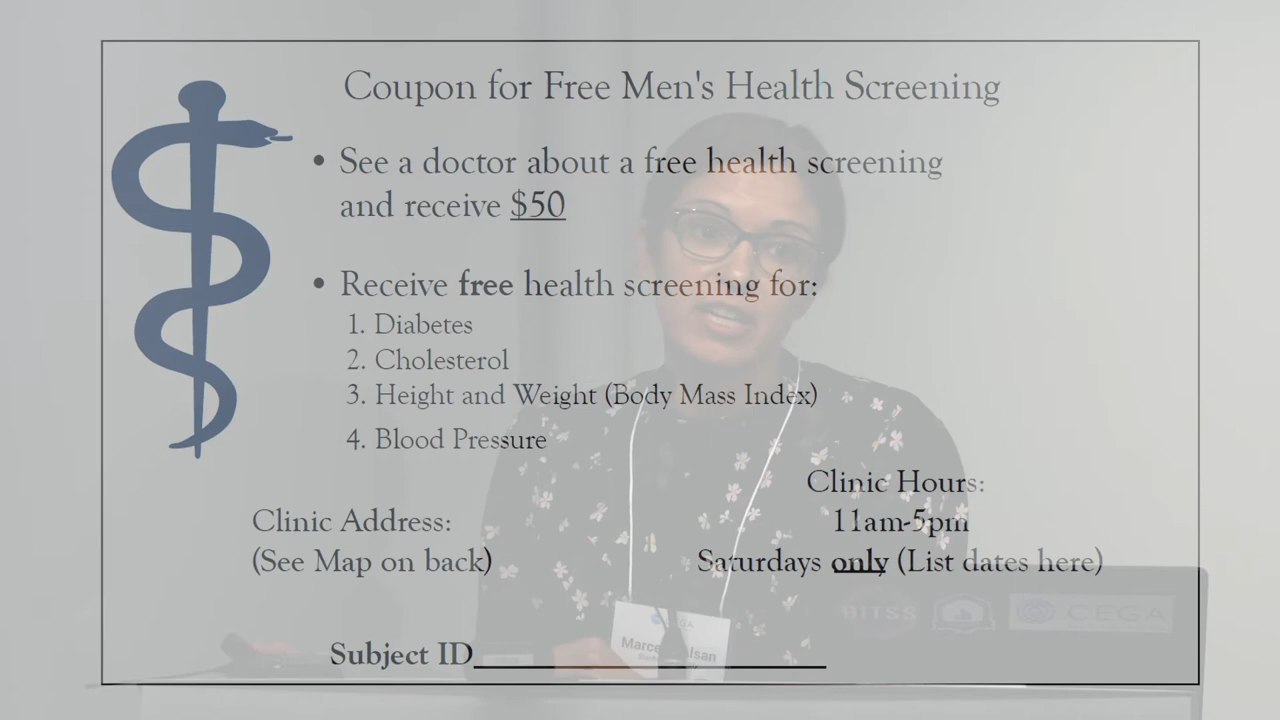 Coupon for Free Men's Health Screening
• See a doctor about a free health screening
and receive $50
• Receive free health screening for:
1. Diabetes
2. Cholesterol
3. Height and Weight (Body Mass Index)
4. Blood Pressure
Clinic Hours:
11am-5pm
Saturdays only (List dates here)
Clinic Address:
(See Map on back)
BITSS
CEGA
Subject ID